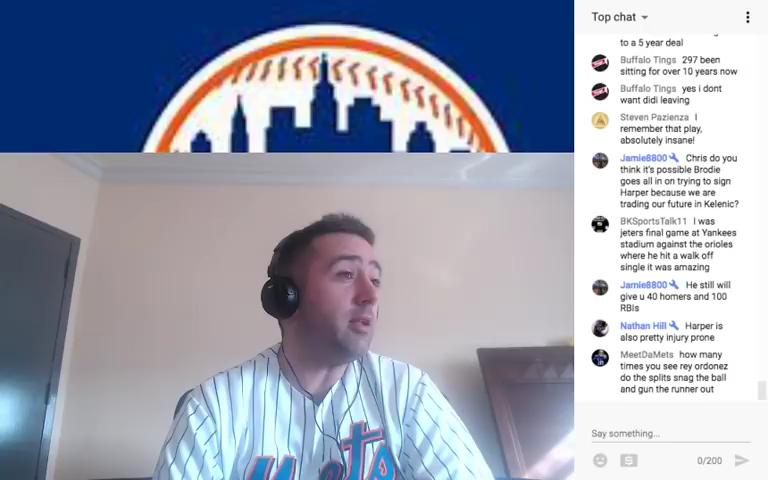 Top chat
to a 5 year deal
Buffalo Tings 297 been
sitting for over 10 years now
Buffalo Tings yes i dont
want didi leaving
Steven Pazienza I
remember that play,
absolutely insane!
Jamie8800 Chris do you
think it's possible Brodie
goes all in on trying to sign
Harper because we are
trading our future in Kelenic?
BKSportsTalk11 I was
jeters final game at Yankees
stadium against the orioles
where he hit a walk off
single it was amazing
Jamie8800 He still will
give u 40 homers and 100
RBIs
Nathan Hill Harper is
also pretty injury prone
MeetDaMets how many
times you see rey ordonez
do the splits snag the ball
and gun the runner out
Say something...
0/200
Mets